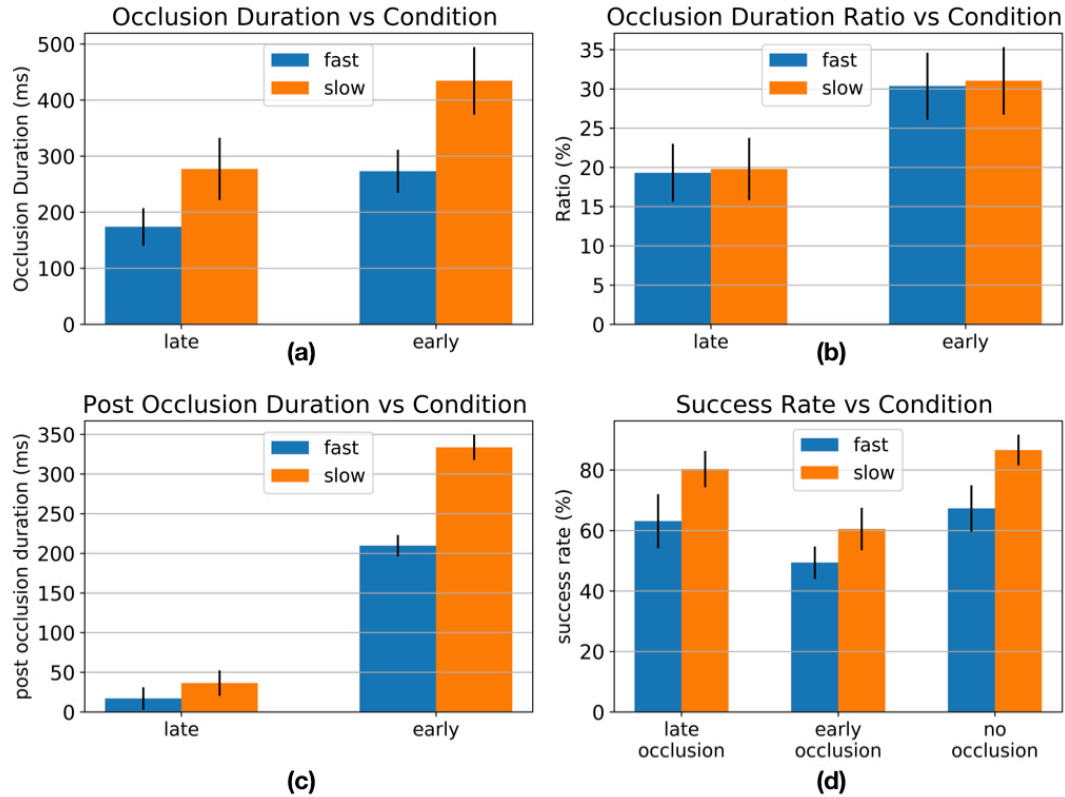 Occlusion Duration vs Condition
Occlusion Duration (ms)
500
400
300
200
100
0
fast
slow
late
early
(a)
Occlusion Duration Ratio vs Condition
Ratio (%)
35
30
25
20
15
10
5
0
fast
slow
late
early
(b)
Post Occlusion Duration vs Condition
post occlusion duration (ms)
350
300
250
200
150
100
50
0
fast
slow
late
early
(c)
Success Rate vs Condition
success rate (%)
80
60
40
20
0
fast
slow
late
occlusion
early
occlusion
no
occlusion
(d)